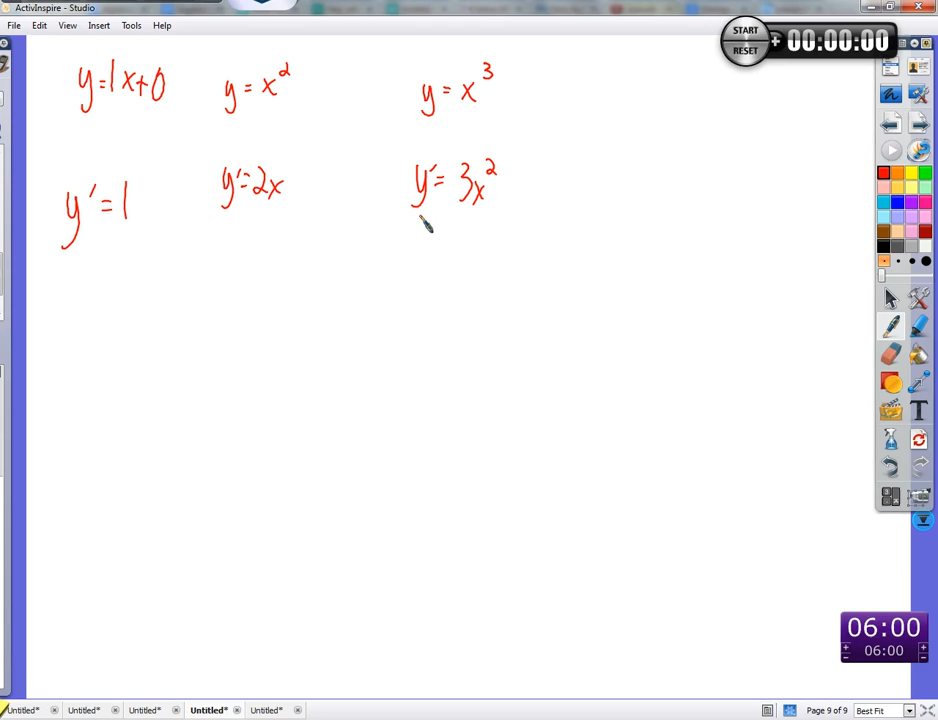 ActivInspire - Studio
File Edit View Insert Tools Help
START
RESET
00:00:00
y=1x+0 y=x² y=x³
y'=1 y'=2x y'=3x²
06:00
06:00
Untitled* Untitled* Untitled* Untitled* Untitled* Page 9 of 9 Best Fit